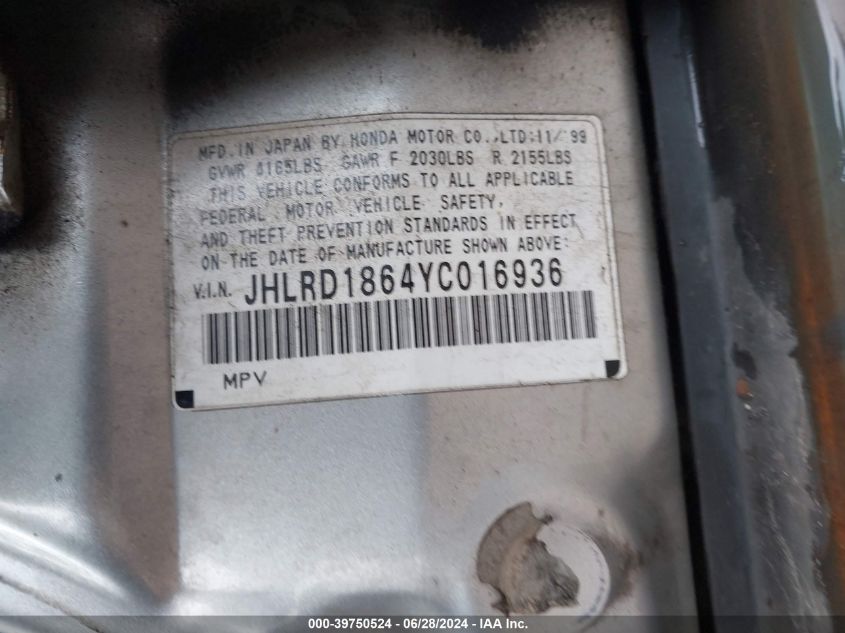 MFD. IN JAPAN BY HONDA MOTOR CO., LTD: 11/'99
GVWR 4165LBS GAWR F 2030LBS R 2155LBS
THIS VEHICLE CONFORMS TO ALL APPLICABLE
FEDERAL MOTOR VEHICLE SAFETY,
AND THEFT PREVENTION STANDARDS IN EFFECT
ON THE DATE OF MANUFACTURE SHOWN ABOVE:
V.I.N. JHLRD1864YC016936
MPV
000-39750524 - 06/28/2024 - IAA Inc.